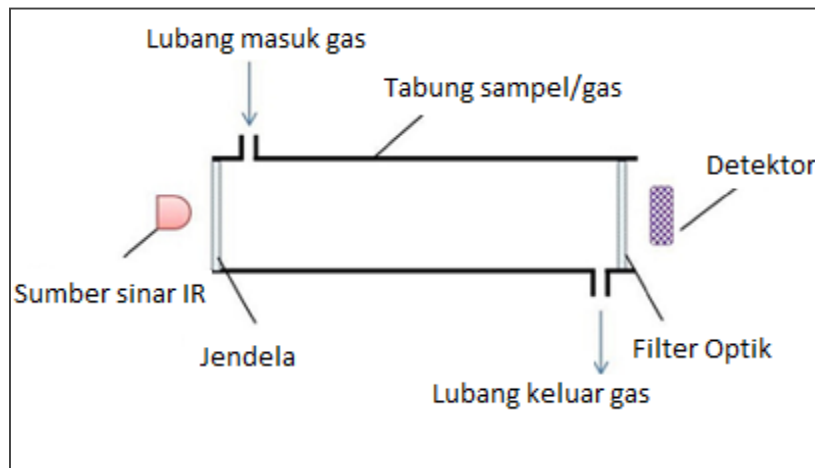 Lubang masuk gas
Tabung sampel/gas
Detektor
Sumber sinar IR
Jendela
Filter Optik
Lubang keluar gas